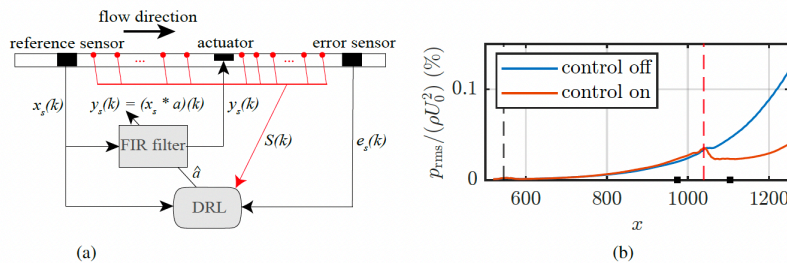 flow direction
reference sensor
actuator
error sensor
...
...
x_s(k)
y_s(k) = (x_s * a)(k)
y_s(k)
S(k)
e_s(k)
FIR filter
â
DRL
(a)
p_rms/(ρU_0^2) (%)
0.1
0
control off
control on
600
800
1000
1200
x
(b)